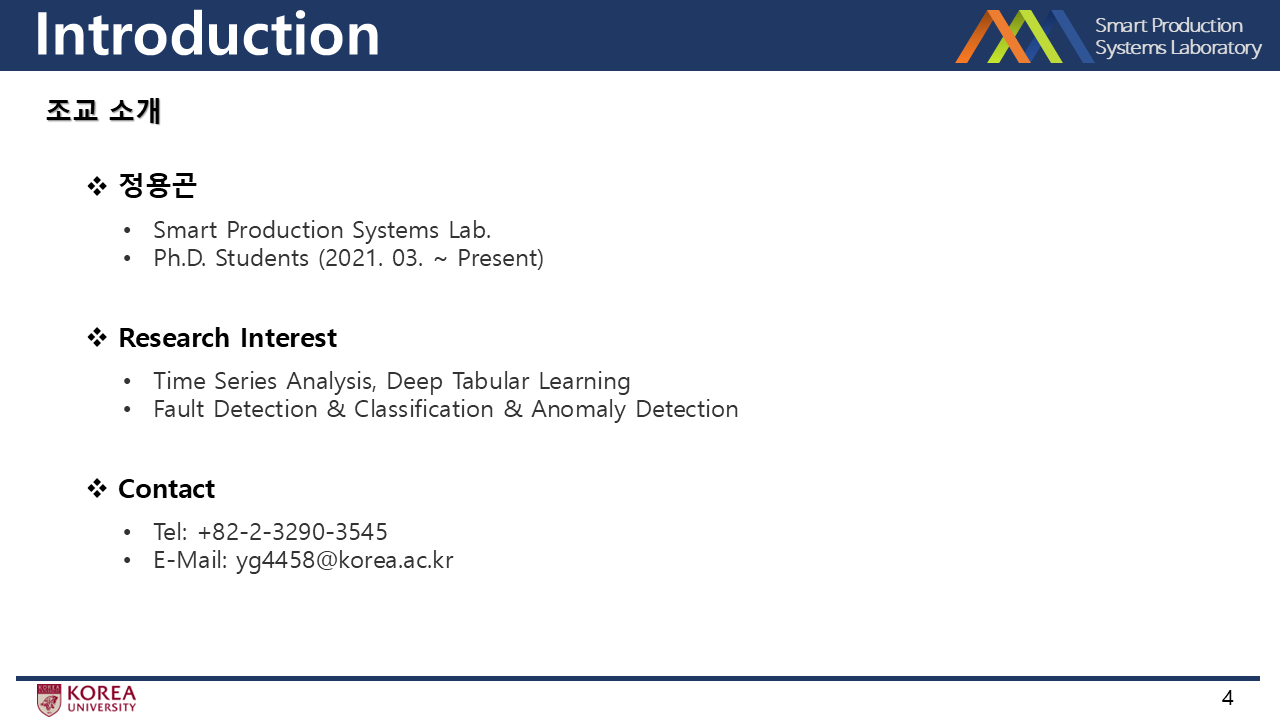 Introduction
Smart Production
Systems Laboratory
조교 소개
❖ 정용곤
• Smart Production Systems Lab.
• Ph.D. Students (2021. 03. ~ Present)
❖ Research Interest
• Time Series Analysis, Deep Tabular Learning
• Fault Detection & Classification & Anomaly Detection
❖ Contact
• Tel: +82-2-3290-3545
• E-Mail: yg4458@korea.ac.kr
KOREA
UNIVERSITY
4